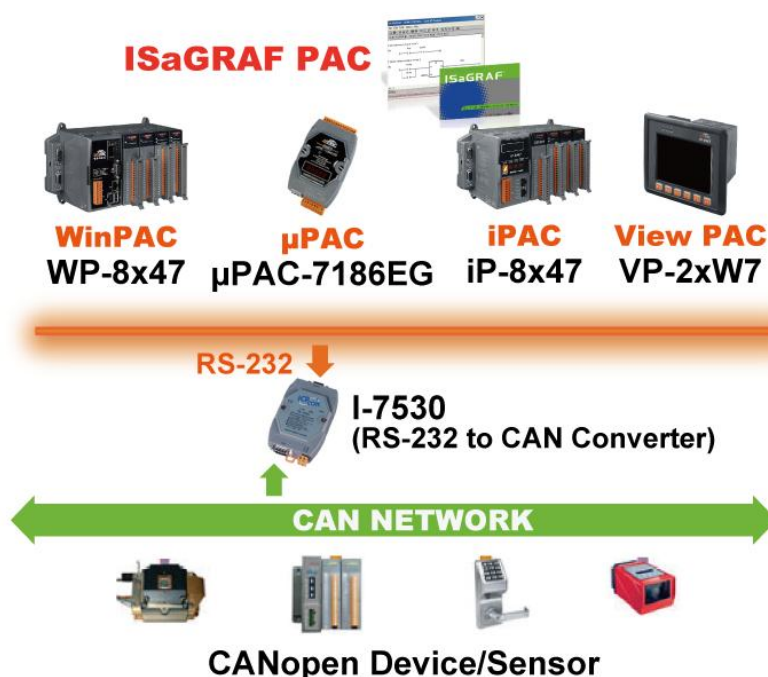 ISaGRAF PAC
ISaGRAF
WinPAC
WP-8x47
µPAC
µPAC-7186EG
iPAC
iP-8x47
View PAC
VP-2xW7
RS-232
I-7530
(RS-232 to CAN Converter)
CAN NETWORK
CANopen Device/Sensor